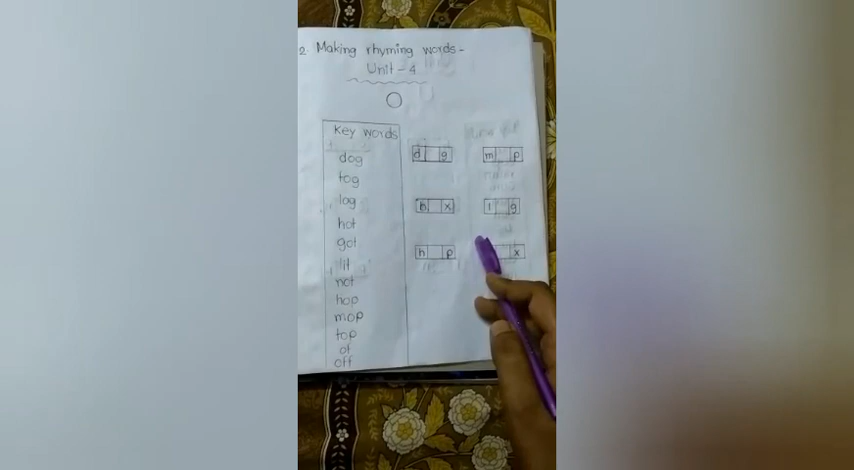 2. Making rhyming words-
Unit - 4
Key words
dog
fog
log
hot
got
lit
not
hop
mop
top
of
off
d g
m p
b x
l g
h p
x